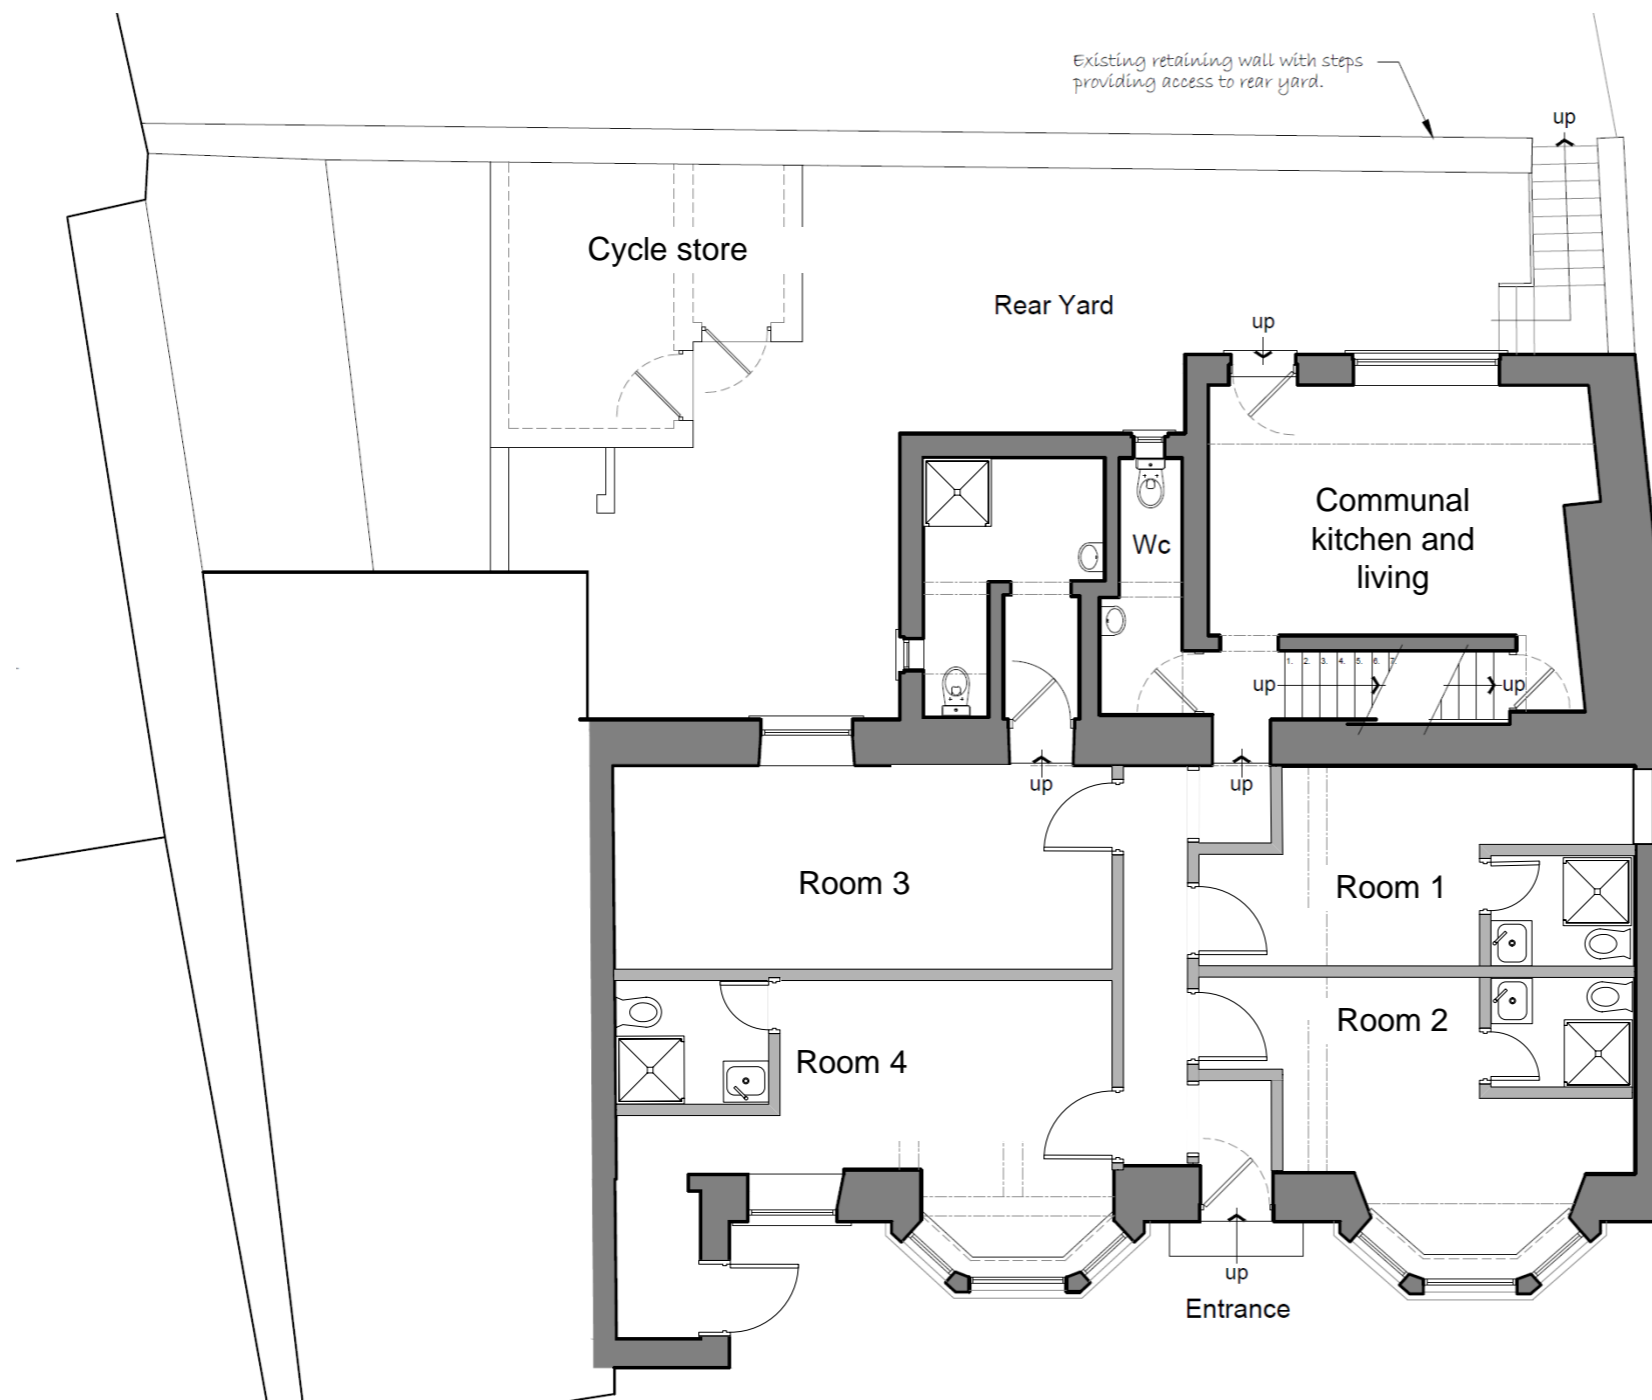 Existing retaining wall with steps
providing access to rear yard.
up
Cycle store
Rear Yard
up
Communal
kitchen and
living
Wc
1. 2. 3. 4. 5. 6. 7.
up
up
up
up
Room 3
Room 1
Room 2
Room 4
up
Entrance